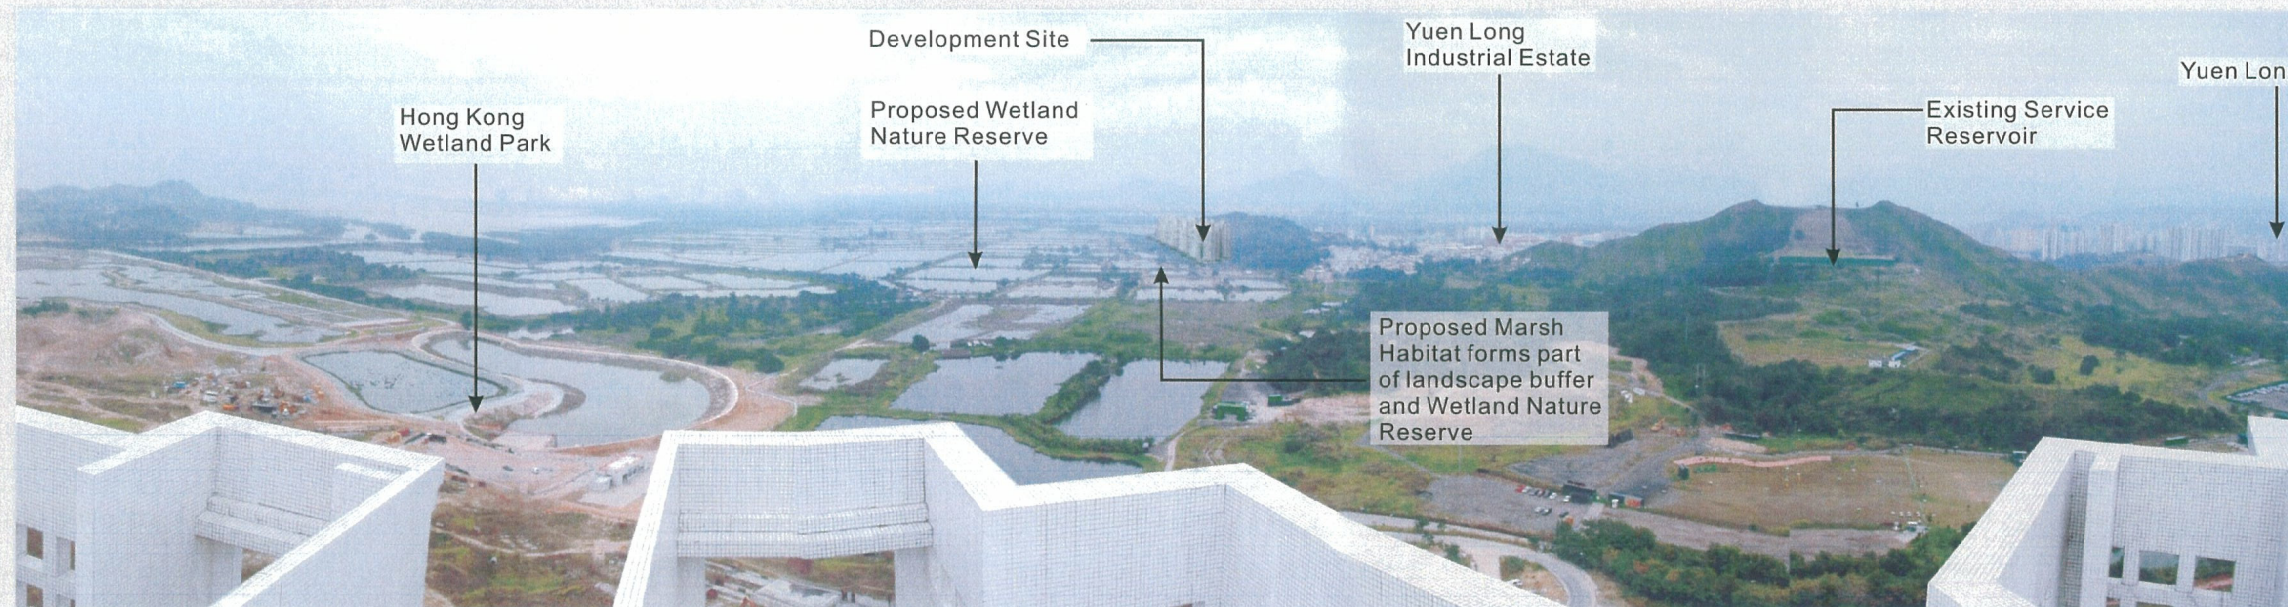 Development Site
Yuen Long
Industrial Estate
Yuen Lon
Hong Kong
Wetland Park
Proposed Wetland
Nature Reserve
Existing Service
Reservoir
Proposed Marsh
Habitat forms part
of landscape buffer
and Wetland Nature
Reserve